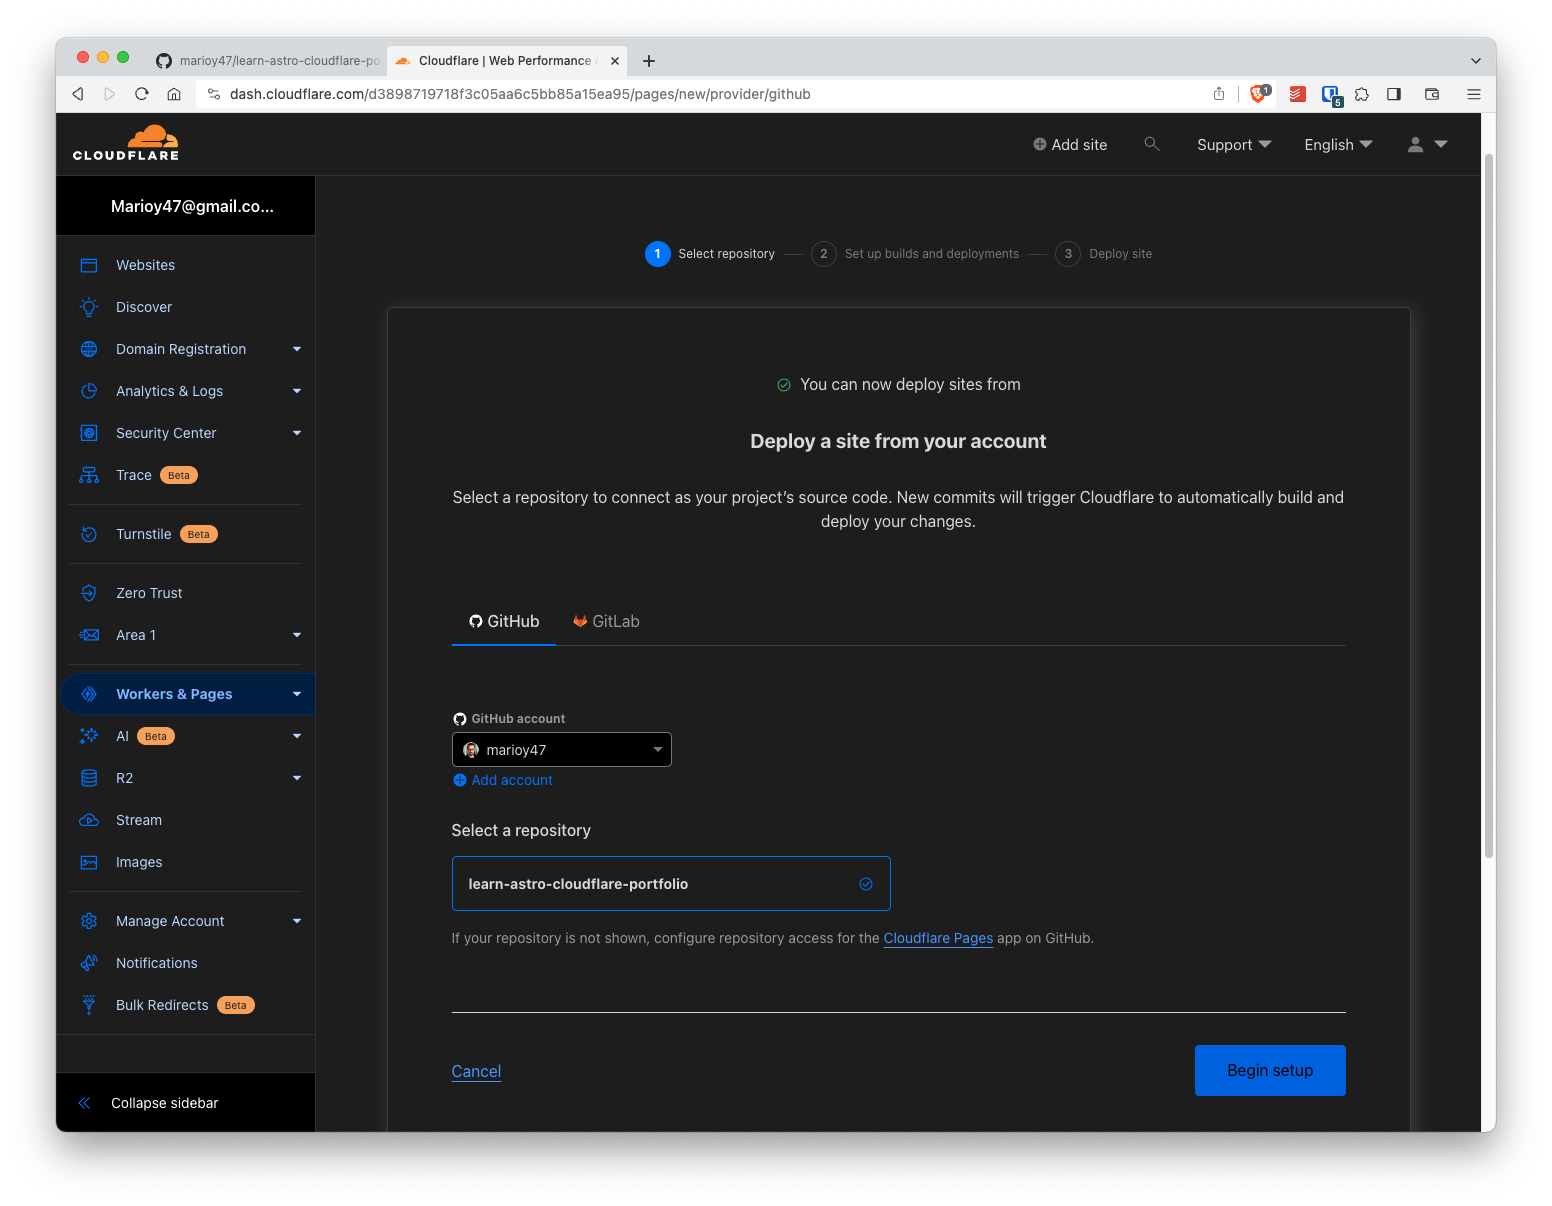 marioy47/learn-astro-cloudflare-po
Cloudflare | Web Performance
dash.cloudflare.com/d3898719718f3c05aa6c5bb85a15ea95/pages/new/provider/github
1
5
CLOUDFLARE
Add site
Support
English
Marioy47@gmail.co...
Websites
Discover
Domain Registration
Analytics & Logs
Security Center
Trace Beta
Turnstile Beta
Zero Trust
Area 1
Workers & Pages
AI Beta
R2
Stream
Images
Manage Account
Notifications
Bulk Redirects Beta
Collapse sidebar
1 Select repository
2 Set up builds and deployments
3 Deploy site
You can now deploy sites from
Deploy a site from your account
Select a repository to connect as your project's source code. New commits will trigger Cloudflare to automatically build and
deploy your changes.
GitHub
GitLab
GitHub account
marioy47
Add account
Select a repository
learn-astro-cloudflare-portfolio
If your repository is not shown, configure repository access for the Cloudflare Pages app on GitHub.
Cancel
Begin setup